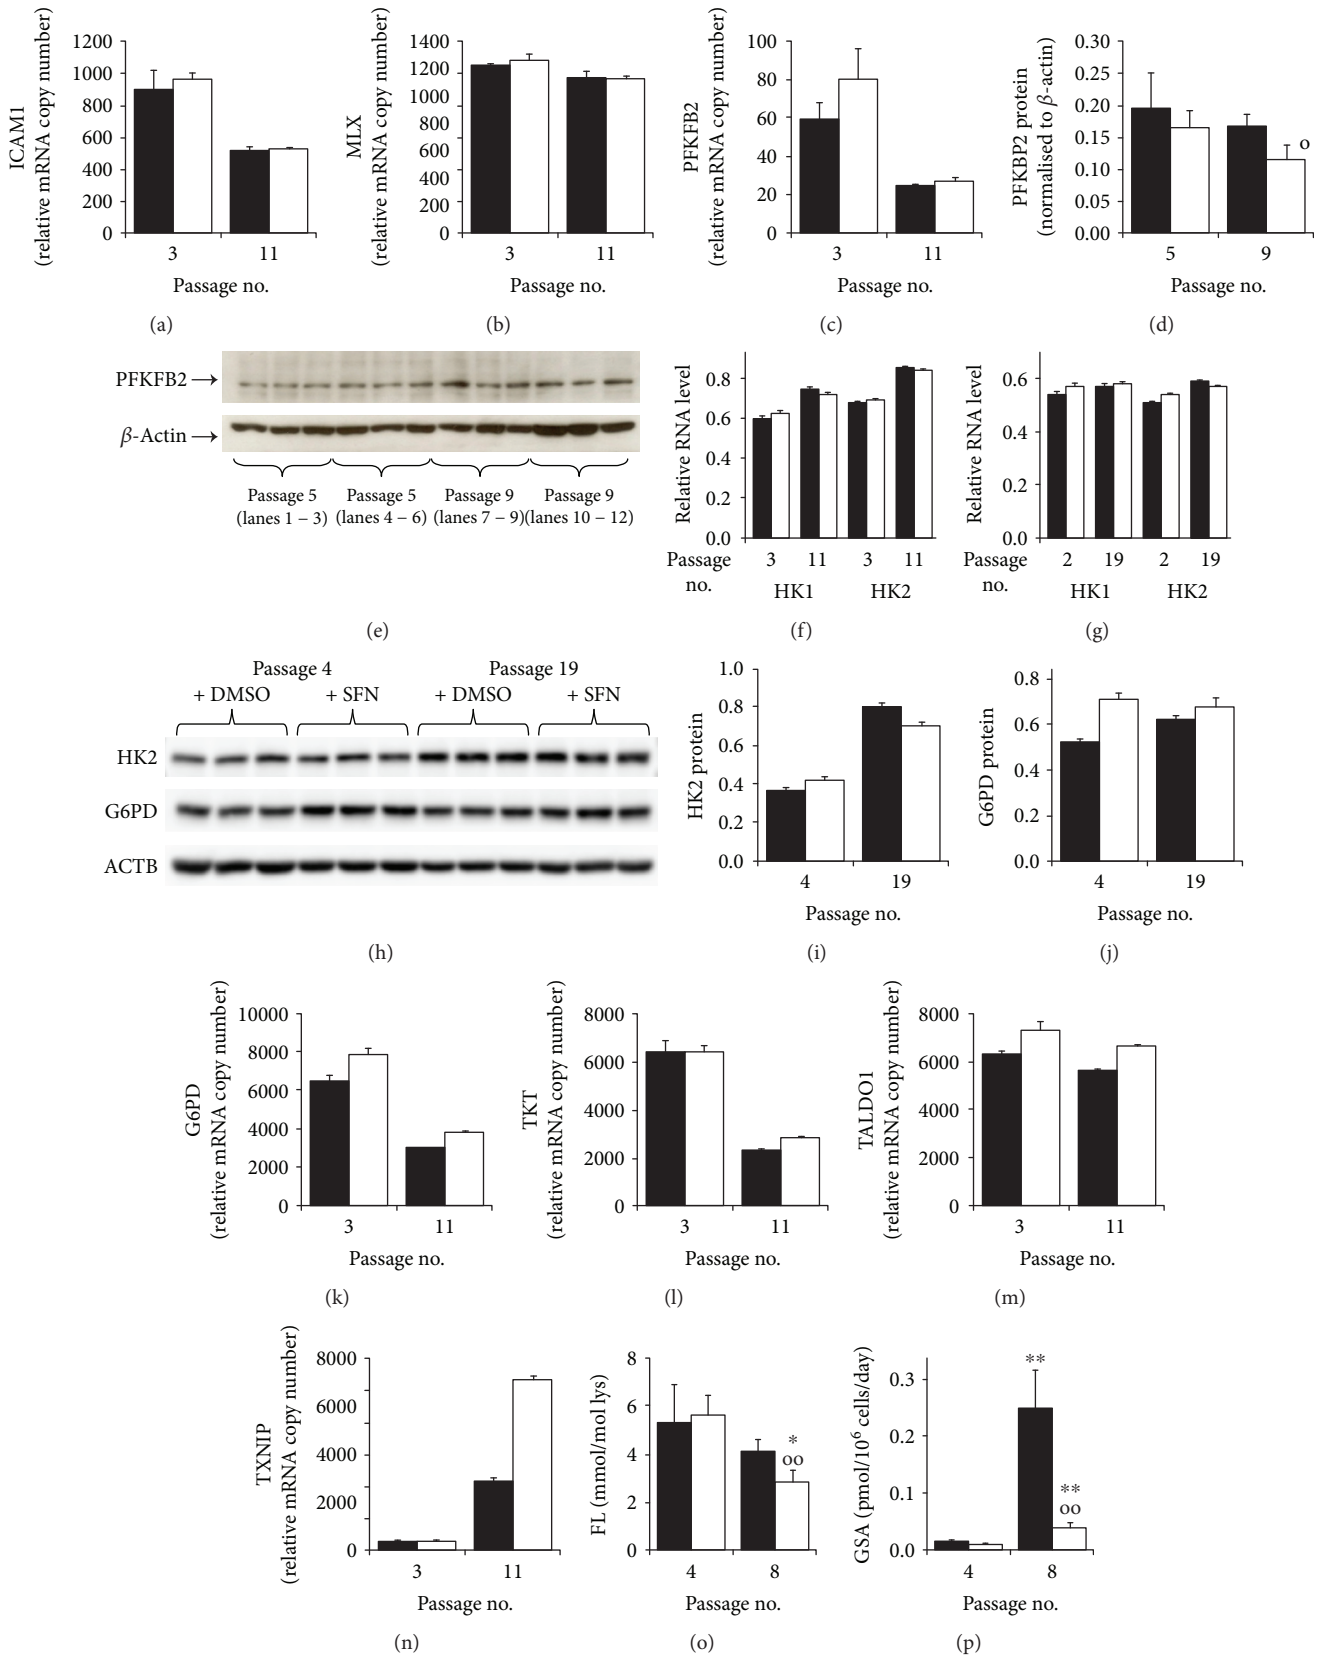 ICAM1
(relative mRNA copy number)
1200
1000
800
600
400
200
0
3 11
Passage no.
(a)
MLX
(relative mRNA copy number)
1400
1200
1000
800
600
400
200
0
3 11
Passage no.
(b)
PFKFB2
(relative mRNA copy number)
100
80
60
40
20
0
3 11
Passage no.
(c)
PFKBP2 protein
(normalised to β-actin)
0.30
0.25
0.20
0.15
0.10
0.05
0.00
o
5 9
Passage no.
(d)
PFKFB2 →
β-Actin →
Passage 5 Passage 5 Passage 9 Passage 9
(lanes 1 – 3) (lanes 4 – 6) (lanes 7 – 9) (lanes 10 – 12)
(e)
Relative RNA level
0.8
0.6
0.4
0.2
0.0
Passage no.
3 11 3 11
HK1 HK2
(f)
Relative RNA level
0.6
0.4
0.2
0.0
Passage no.
2 19 2 19
HK1 HK2
(g)
Passage 4 Passage 19
+ DMSO + SFN + DMSO + SFN
HK2
G6PD
ACTB
(h)
HK2 protein
1.0
0.8
0.6
0.4
0.2
0.0
4 19
Passage no.
(i)
G6PD protein
0.8
0.6
0.4
0.2
0.0
4 19
Passage no.
(j)
G6PD
(relative mRNA copy number)
10000
8000
6000
4000
2000
0
3 11
Passage no.
(k)
TKT
(relative mRNA copy number)
8000
6000
4000
2000
0
3 11
Passage no.
(l)
TALDO1
(relative mRNA copy number)
8000
6000
4000
2000
0
3 11
Passage no.
(m)
TXNIP
(relative mRNA copy number)
8000
6000
4000
2000
0
3 11
Passage no.
(n)
FL (mmol/mol lys)
8
6
4
2
0
*
oo
4 8
Passage no.
(o)
GSA (pmol/10⁶ cells/day)
0.3
0.2
0.1
0.0
**
**
oo
4 8
Passage no.
(p)